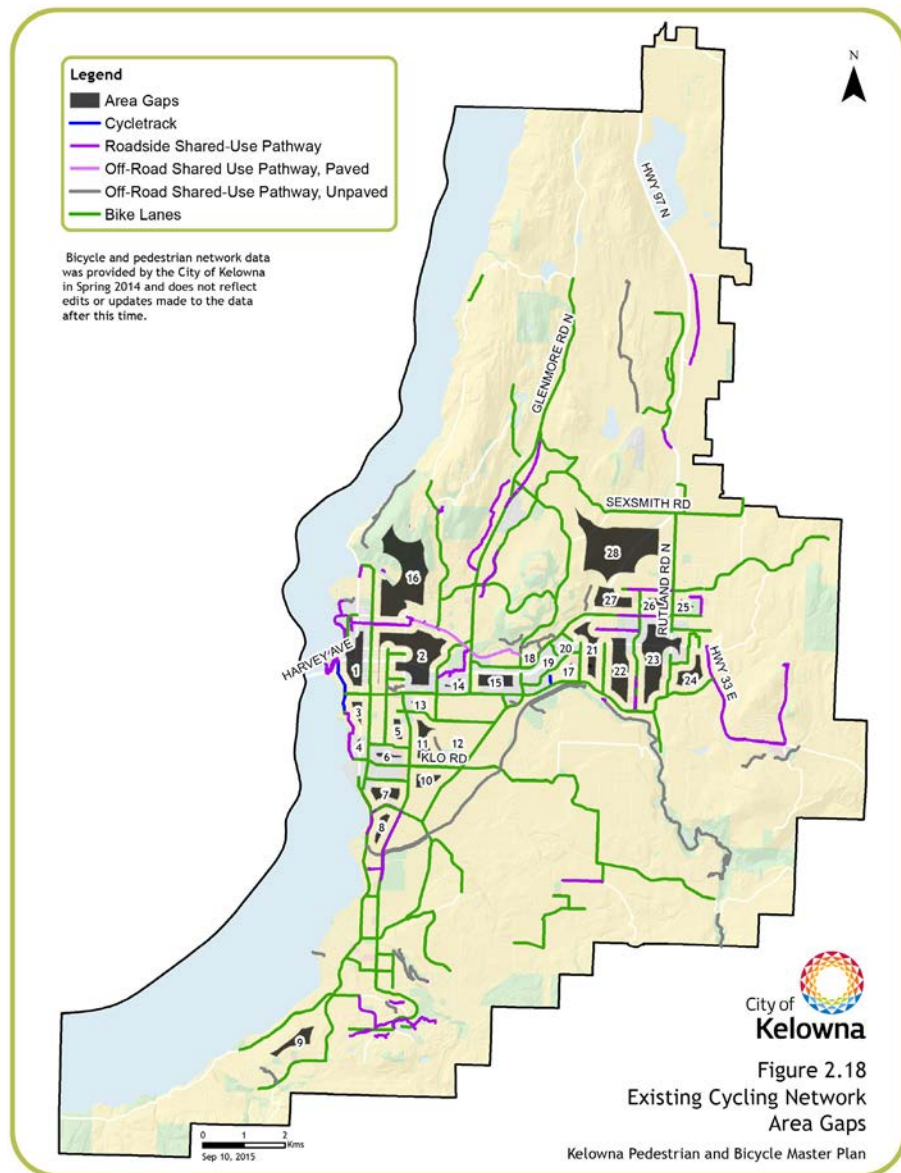 Legend
Area Gaps
Cycletrack
Roadside Shared-Use Pathway
Off-Road Shared Use Pathway, Paved
Off-Road Shared-Use Pathway, Unpaved
Bike Lanes
Bicycle and pedestrian network data
was provided by the City of Kelowna
in Spring 2014 and does not reflect
edits or updates made to the data
after this time.
N
HWY 97 N
GLENMORE RD N
SEXSMITH RD
RUTLAND RD N
28
16
27
26
25
HARVEY AVE
1
2
14
15
18
19
20
17
21
22
23
24
HWY 33 E
3
4
5
13
11
12
6
KLO RD
10
7
8
9
City of
Kelowna
Figure 2.18
Existing Cycling Network
Area Gaps
Kelowna Pedestrian and Bicycle Master Plan
0 1 2
Kms
Sep 10, 2015